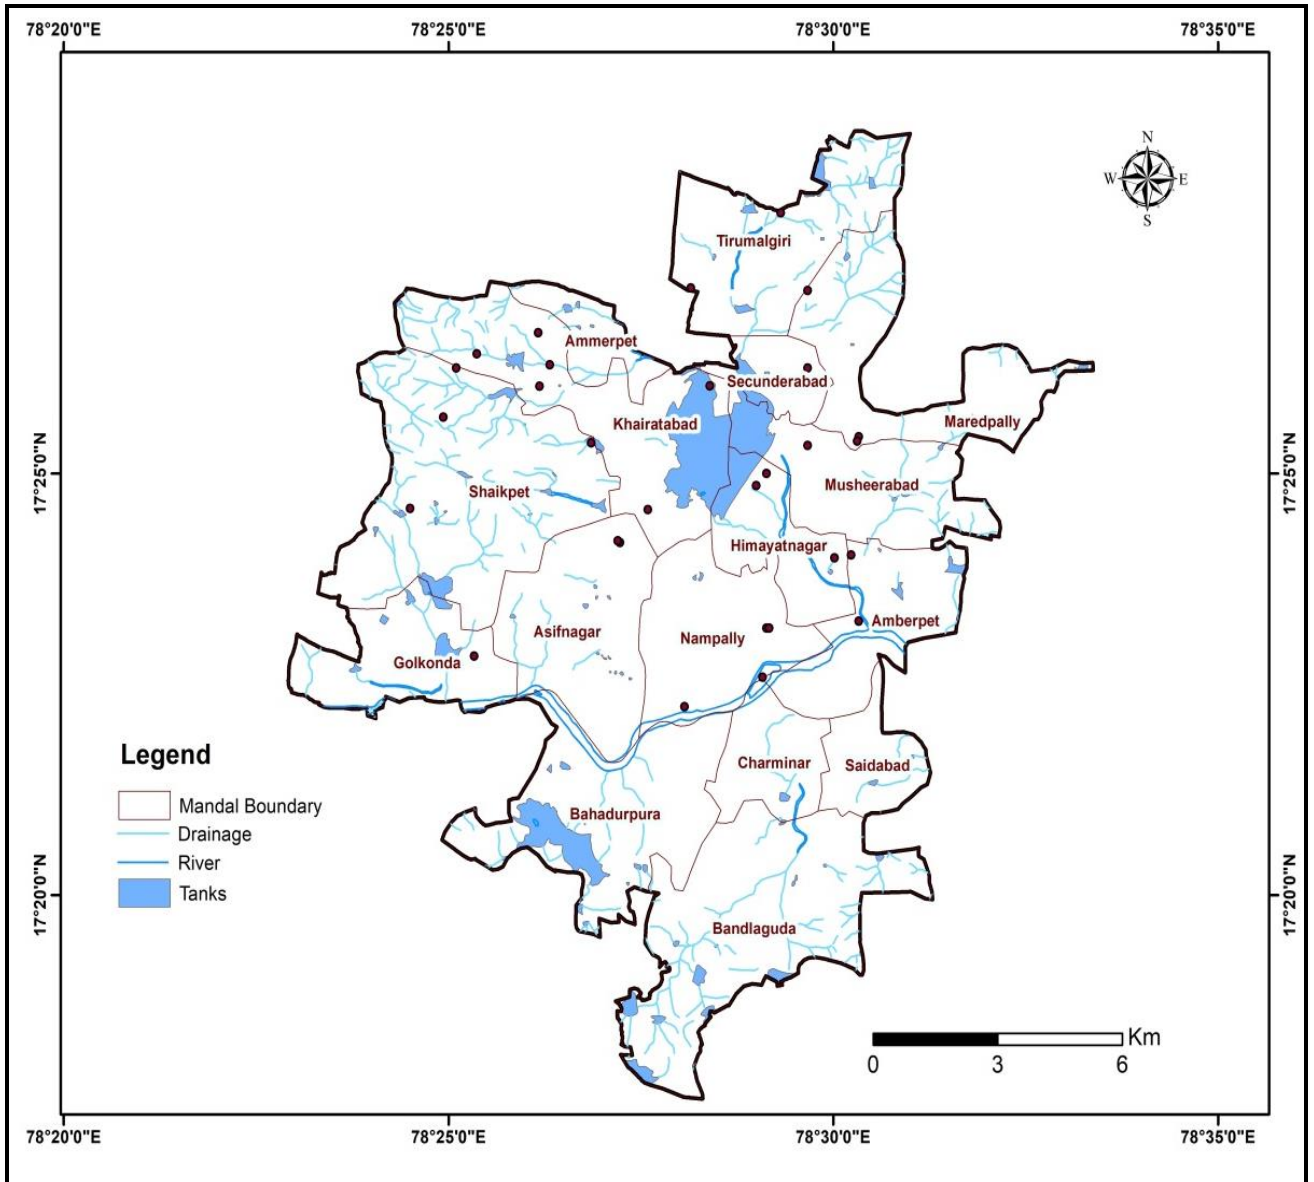 78°20'0"E 78°25'0"E 78°30'0"E 78°35'0"E
N
W E
S
Tirumalgiri
Ammerpet
Secunderabad
Khairatabad
Maredpally
17°25'0"N 17°25'0"N
Shaikpet
Musheerabad
Himayatnagar
Asifnagar
Nampally
Amberpet
Golkonda
Charminar
Saidabad
Bahadurpura
Bandlaguda
Legend
Mandal Boundary
Drainage
River
Tanks
17°20'0"N 17°20'0"N
Km
0 3 6
78°20'0"E 78°25'0"E 78°30'0"E 78°35'0"E